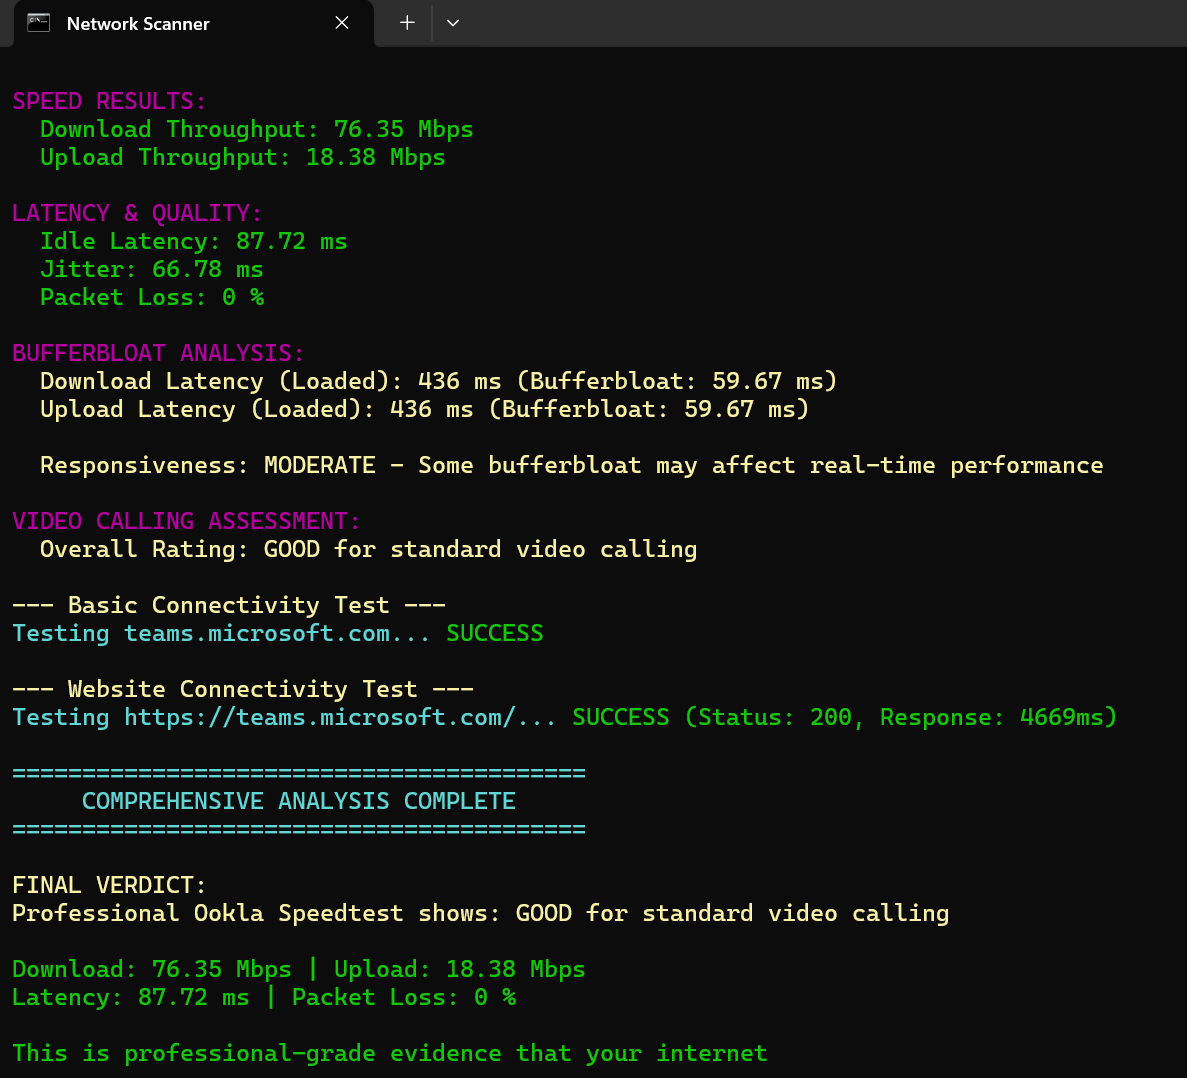 Network Scanner
SPEED RESULTS:
Download Throughput: 76.35 Mbps
Upload Throughput: 18.38 Mbps
LATENCY & QUALITY:
Idle Latency: 87.72 ms
Jitter: 66.78 ms
Packet Loss: 0 %
BUFFERBLOAT ANALYSIS:
Download Latency (Loaded): 436 ms (Bufferbloat: 59.67 ms)
Upload Latency (Loaded): 436 ms (Bufferbloat: 59.67 ms)
Responsiveness: MODERATE - Some bufferbloat may affect real-time performance
VIDEO CALLING ASSESSMENT:
Overall Rating: GOOD for standard video calling
--- Basic Connectivity Test ---
Testing teams.microsoft.com... SUCCESS
--- Website Connectivity Test ---
Testing https://teams.microsoft.com/... SUCCESS (Status: 200, Response: 4669ms)
=========================================
COMPREHENSIVE ANALYSIS COMPLETE
=========================================
FINAL VERDICT:
Professional Ookla Speedtest shows: GOOD for standard video calling
Download: 76.35 Mbps | Upload: 18.38 Mbps
Latency: 87.72 ms | Packet Loss: 0 %
This is professional-grade evidence that your internet